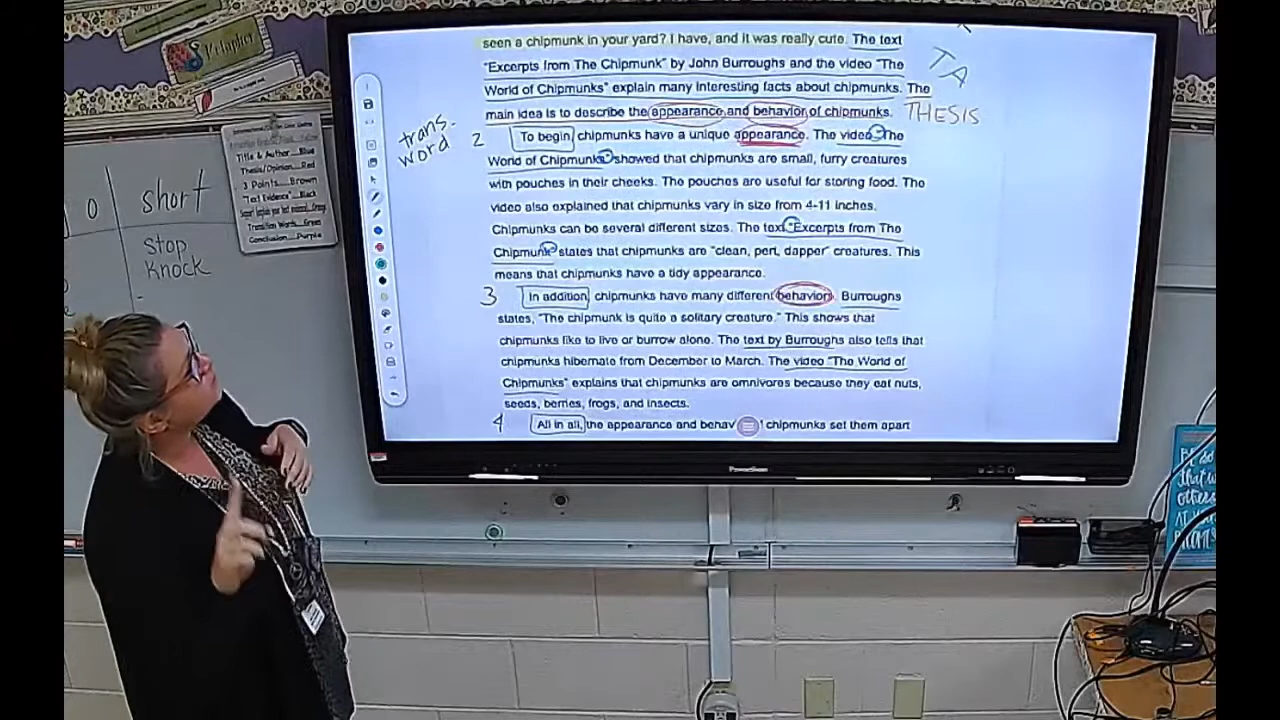 Metaphor
0
short
Stop
Knock
Title & Author....Blue
Thesis/Opinion...Red
3 Points....Brown
"Text Evidence"...Black
Transition Words...Green
Conclusion....Purple
seen a chipmunk in your yard? I have, and it was really cute. The text
"Excerpts from The Chipmunk" by John Burroughs and the video "The
World of Chipmunks" explain many interesting facts about chipmunks. The
main idea is to describe the appearance and behavior of chipmunks.
TA
THESIS
trans.
word
2 To begin, chipmunks have a unique appearance. The video "The
World of Chipmunks" showed that chipmunks are small, furry creatures
with pouches in their cheeks. The pouches are useful for storing food. The
video also explained that chipmunks vary in size from 4-11 inches.
Chipmunks can be several different sizes. The text "Excerpts from The
Chipmunk" states that chipmunks are "clean, pert, dapper" creatures. This
means that chipmunks have a tidy appearance.
3 In addition, chipmunks have many different behaviors. Burroughs
states, "The chipmunk is quite a solitary creature." This shows that
chipmunks like to live or burrow alone. The text by Burroughs also tells that
chipmunks hibernate from December to March. The video "The World of
Chipmunks" explains that chipmunks are omnivores because they eat nuts,
seeds, berries, frogs, and insects.
4 All in all, the appearance and behav chipmunks set them apart